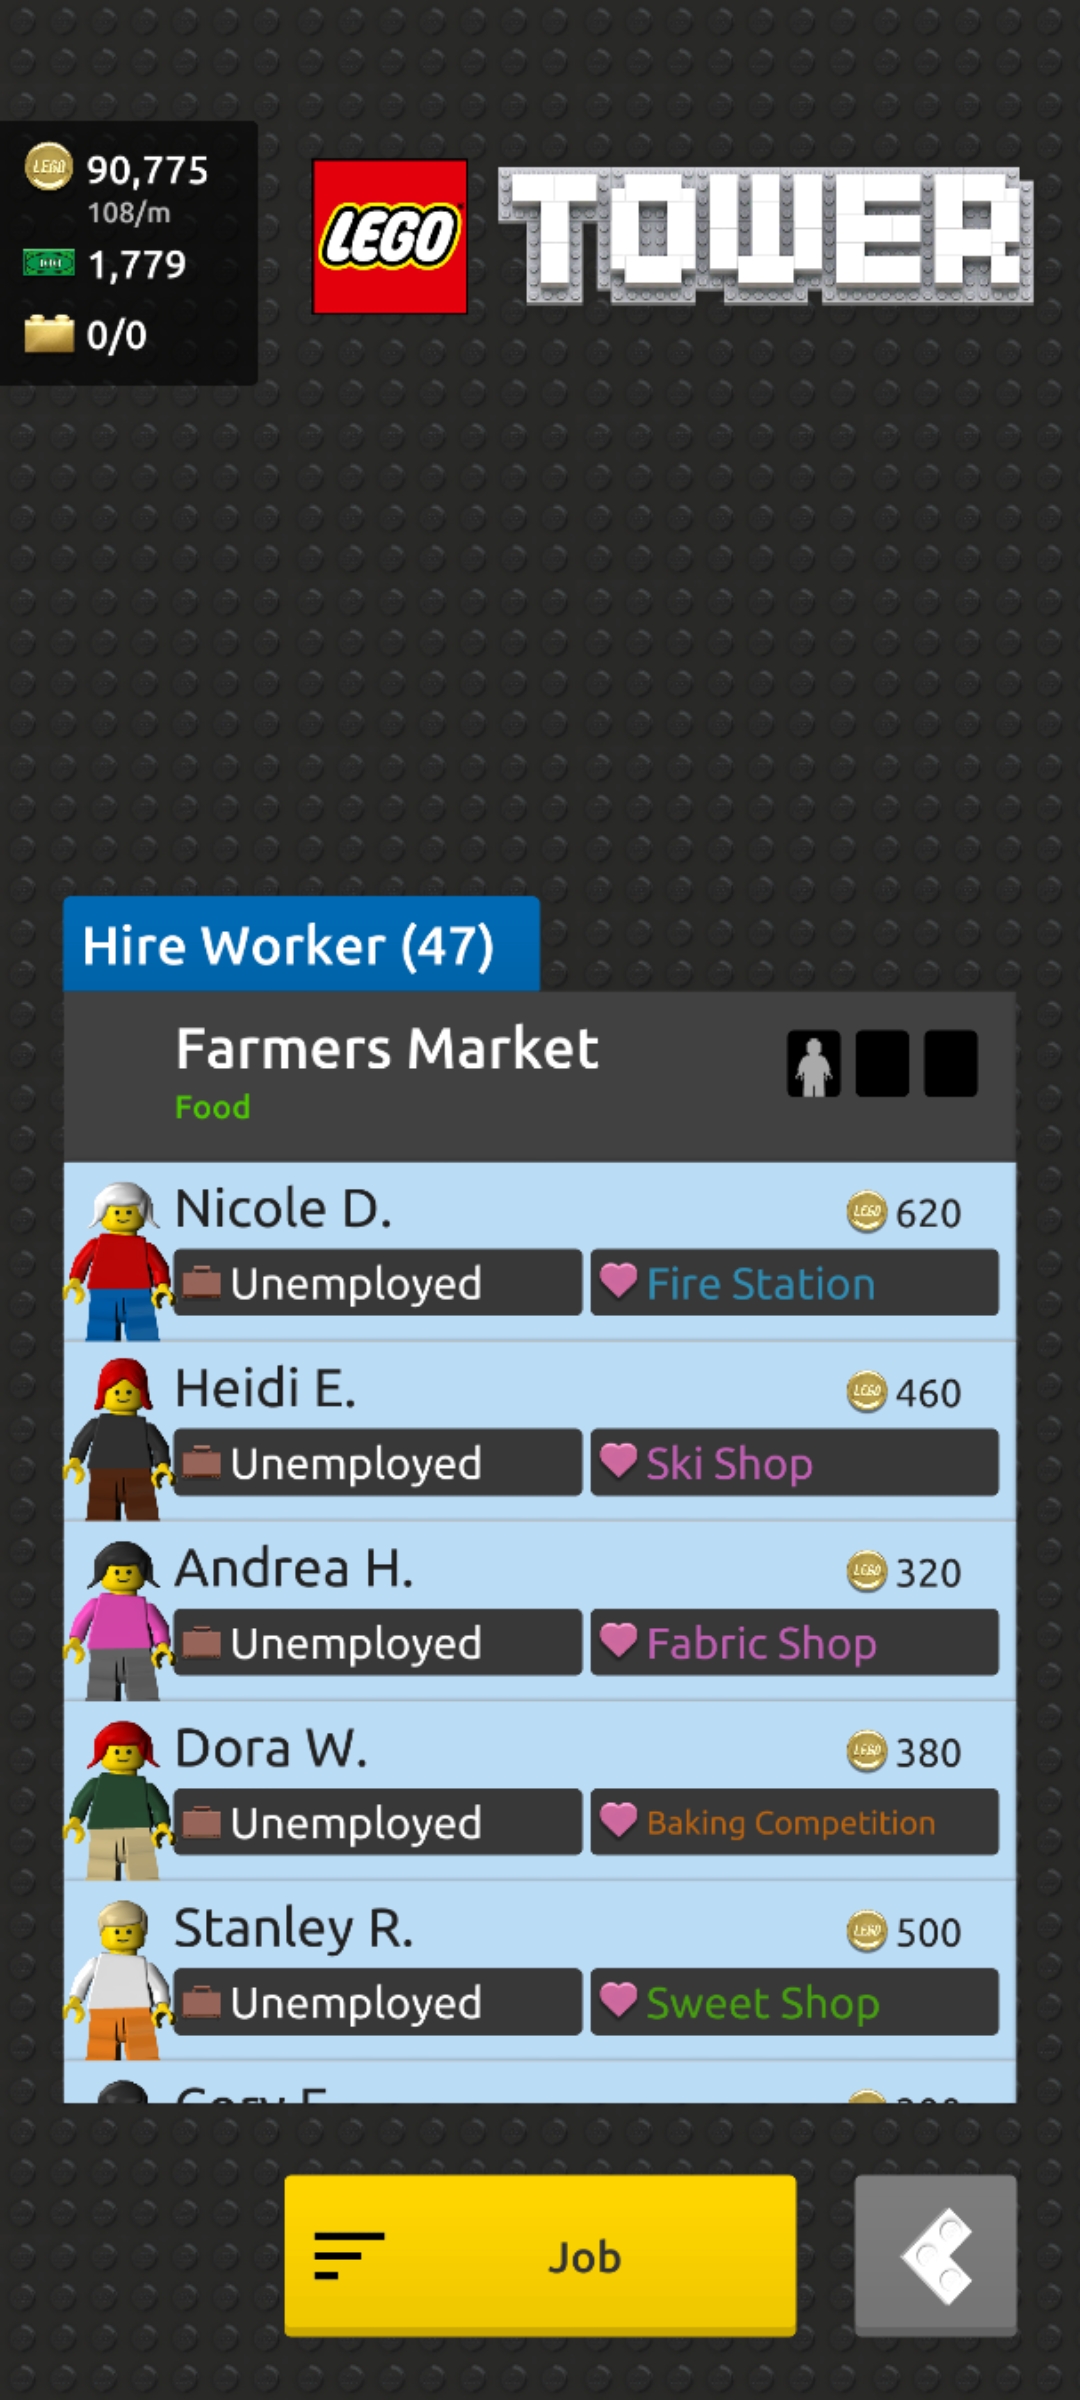 90,775
108/m
1,779
0/0
LEGO TOWER
Hire Worker (47)
Farmers Market
Food
Nicole D. 620
Unemployed Fire Station
Heidi E. 460
Unemployed Ski Shop
Andrea H. 320
Unemployed Fabric Shop
Dora W. 380
Unemployed Baking Competition
Stanley R. 500
Unemployed Sweet Shop
Job